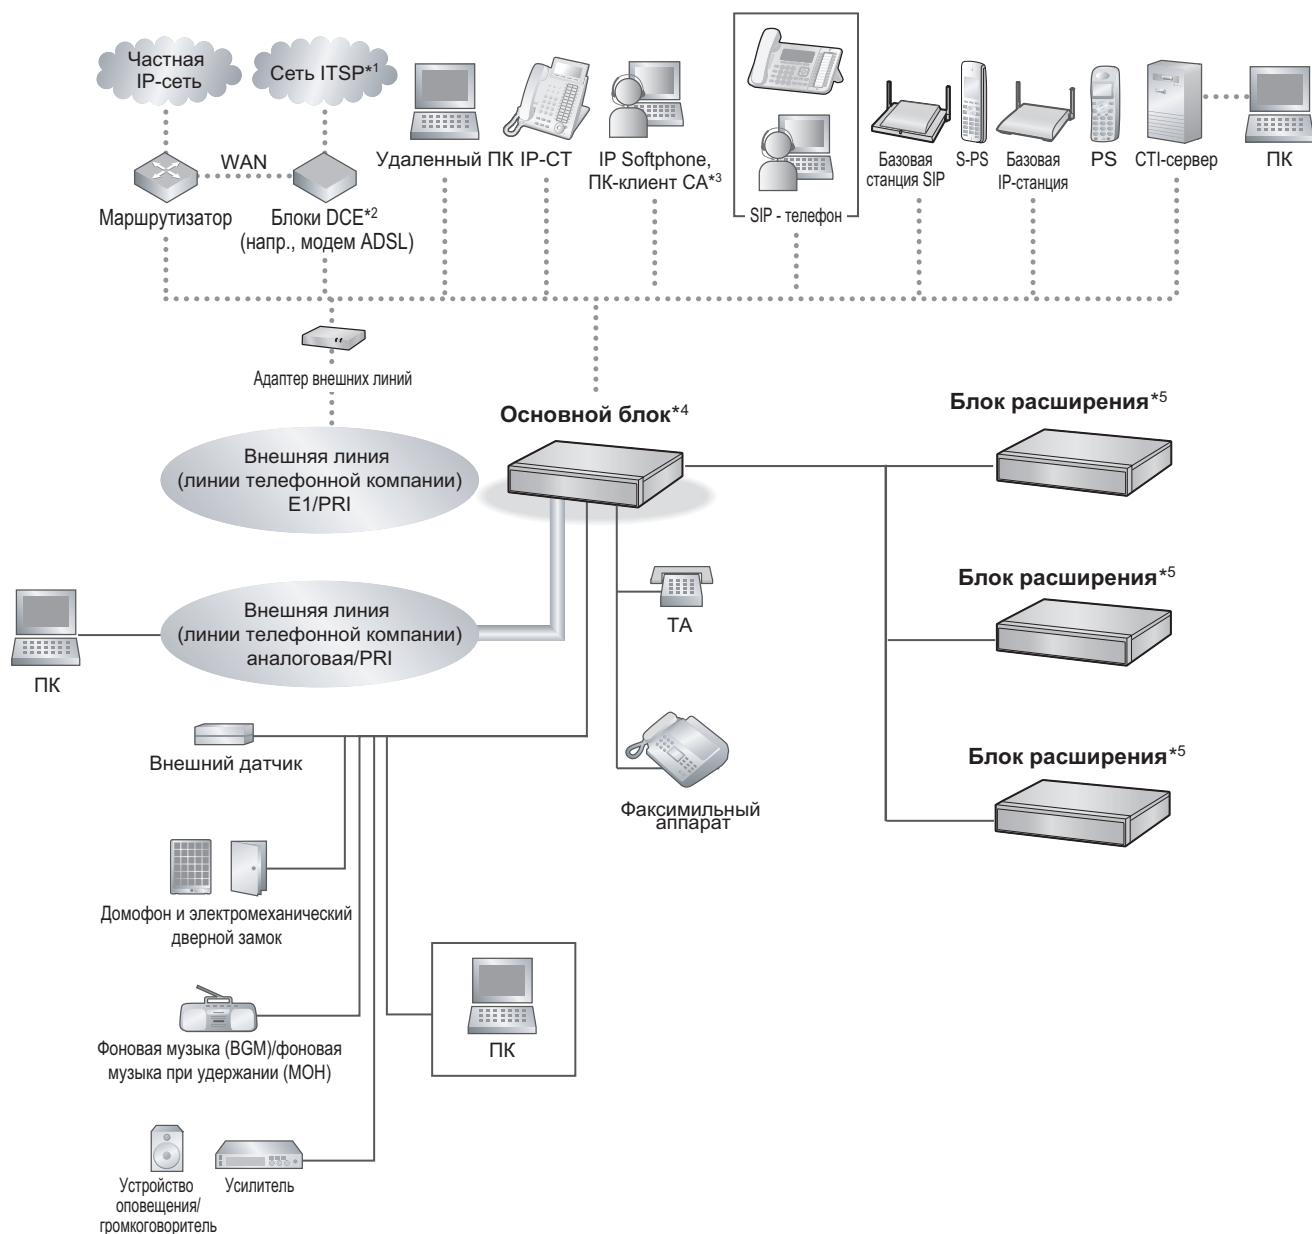 Частная
IP-сеть
Сеть ITSP*1
WAN
Маршрутизатор
Блоки DCE*2
(напр., модем ADSL)
Удаленный ПК
IP-СТ
IP Softphone,
ПК-клиент CA*3
SIP - телефон
Базовая
станция SIP
S-PS
Базовая
IP-станция
PS
CTI-сервер
ПК
Адаптер внешних линий
Внешняя линия
(линии телефонной компании)
E1/PRI
Основной блок*4
Блок расширения*5
Блок расширения*5
Блок расширения*5
Внешняя линия
(линии телефонной компании)
аналоговая/PRI
ПК
ТА
Факсимильный
аппарат
Внешний датчик
Домофон и электромеханический
дверной замок
Фоновая музыка (BGM)/фоновая
музыка при удержании (MOH)
ПК
Устройство
оповещения/
громкоговоритель
Усилитель